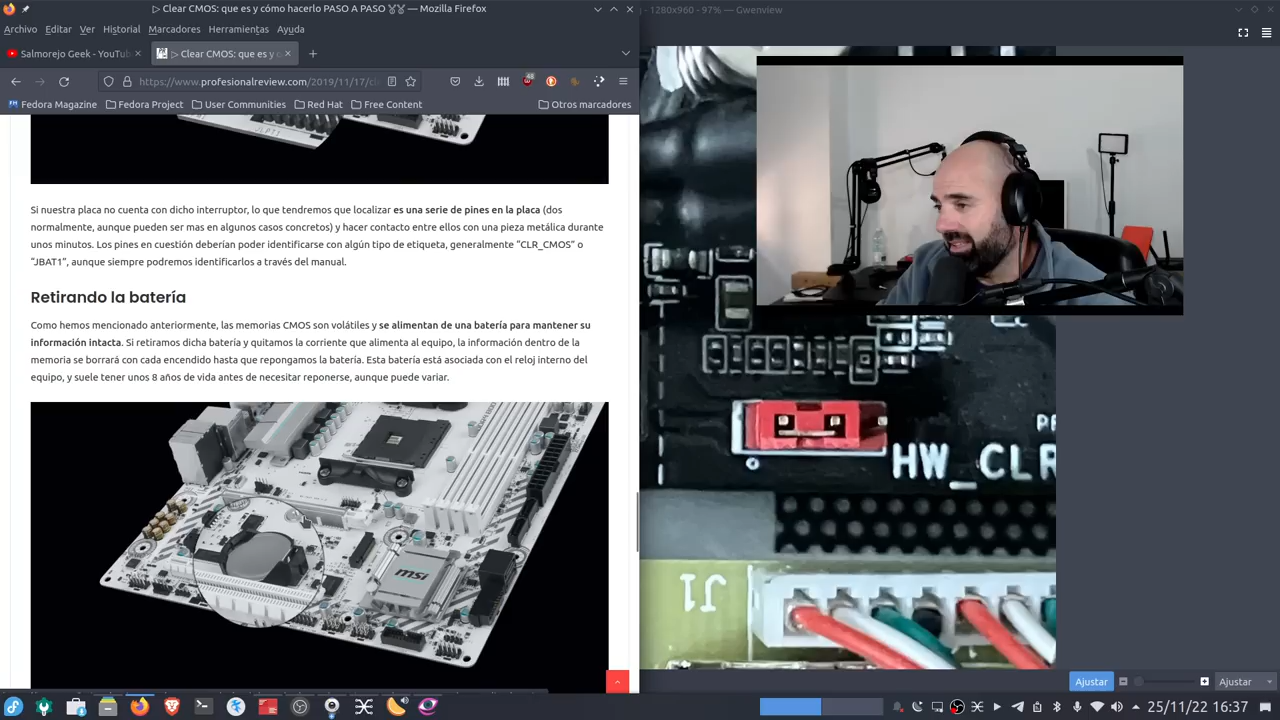 ▷ Clear CMOS: que es y cómo hacerlo PASO A PASO — Mozilla Firefox
- 1280x960 - 97% — Gwenview
Archivo Editar Ver Historial Marcadores Herramientas Ayuda
Salmorejo Geek - YouTub
▷ Clear CMOS: que es y c
https://www.profesionalreview.com/2019/11/17/cl
48
Fedora Magazine Fedora Project User Communities Red Hat Free Content Otros marcadores
Si nuestra placa no cuenta con dicho interruptor, lo que tendremos que localizar es una serie de pines en la placa (dos
normalmente, aunque pueden ser mas en algunos casos concretos) y hacer contacto entre ellos con una pieza metálica durante
unos minutos. Los pines en cuestión deberían poder identificarse con algún tipo de etiqueta, generalmente “CLR_CMOS” o
“JBAT1”, aunque siempre podremos identificarlos a través del manual.
Retirando la batería
Como hemos mencionado anteriormente, las memorias CMOS son volátiles y se alimentan de una batería para mantener su
información intacta. Si retiramos dicha batería y quitamos la corriente que alimenta al equipo, la información dentro de la
memoria se borrará con cada encendido hasta que repongamos la batería. Esta batería está asociada con el reloj interno del
equipo, y suele tener unos 8 años de vida antes de necesitar reponerse, aunque puede variar.
msi
HW_CLR
J1
Ajustar
Ajustar
25/11/22 16:37